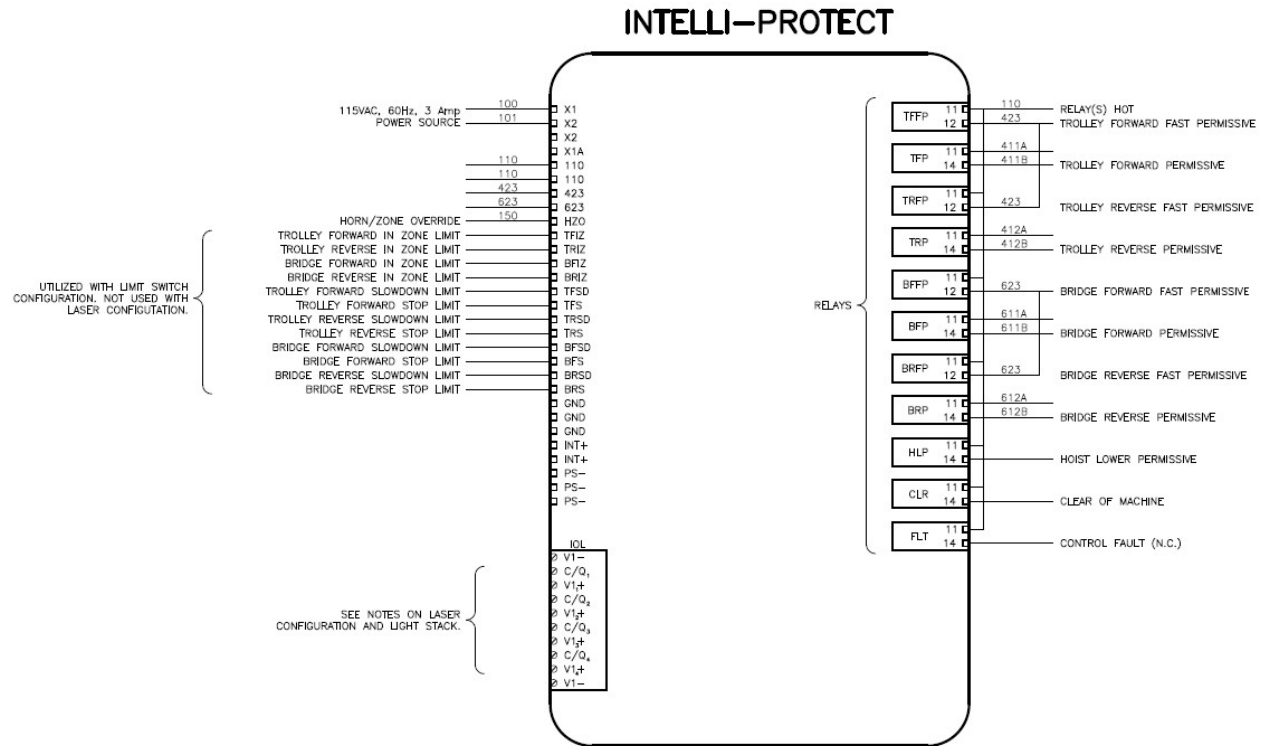 INTELLI-PROTECT
115VAC, 60Hz, 3 Amp 100 X1
POWER SOURCE 101 X2
X2
X1A
110 110
110 110
423 423
623 623
HORN/ZONE OVERRIDE 150 HZO
TROLLEY FORWARD IN ZONE LIMIT TFIZ
TROLLEY REVERSE IN ZONE LIMIT TRIZ
BRIDGE FORWARD IN ZONE LIMIT BFIZ
BRIDGE REVERSE IN ZONE LIMIT BRIZ
TROLLEY FORWARD SLOWDOWN LIMIT TFSD
TROLLEY FORWARD STOP LIMIT TFS
TROLLEY REVERSE SLOWDOWN LIMIT TRSD
TROLLEY REVERSE STOP LIMIT TRS
BRIDGE FORWARD SLOWDOWN LIMIT BFSD
BRIDGE FORWARD STOP LIMIT BFS
BRIDGE REVERSE SLOWDOWN LIMIT BRSD
BRIDGE REVERSE STOP LIMIT BRS
GND
GND
GND
INT+
INT+
PS-
PS-
PS-
UTILIZED WITH LIMIT SWITCH
CONFIGURATION. NOT USED WITH
LASER CONFIGUTATION.
IOL
V1-
C/Q₁
V1₁+
C/Q₂
V1₂+
C/Q₃
V1₃+
C/Q₄
V1₄+
V1-
SEE NOTES ON LASER
CONFIGURATION AND LIGHT STACK.
RELAYS
TFFP
11 110 RELAY(S) HOT
12 423 TROLLEY FORWARD FAST PERMISSIVE
TFP
11 411A
14 411B TROLLEY FORWARD PERMISSIVE
TRFP
11
12 423 TROLLEY REVERSE FAST PERMISSIVE
TRP
11 412A
14 412B TROLLEY REVERSE PERMISSIVE
BFFP
11
12 623 BRIDGE FORWARD FAST PERMISSIVE
BFP
11 611A
14 611B BRIDGE FORWARD PERMISSIVE
BRFP
11
12 623 BRIDGE REVERSE FAST PERMISSIVE
BRP
11 612A
14 612B BRIDGE REVERSE PERMISSIVE
HLP
11
14 HOIST LOWER PERMISSIVE
CLR
11
14 CLEAR OF MACHINE
FLT
11
14 CONTROL FAULT (N.C.)